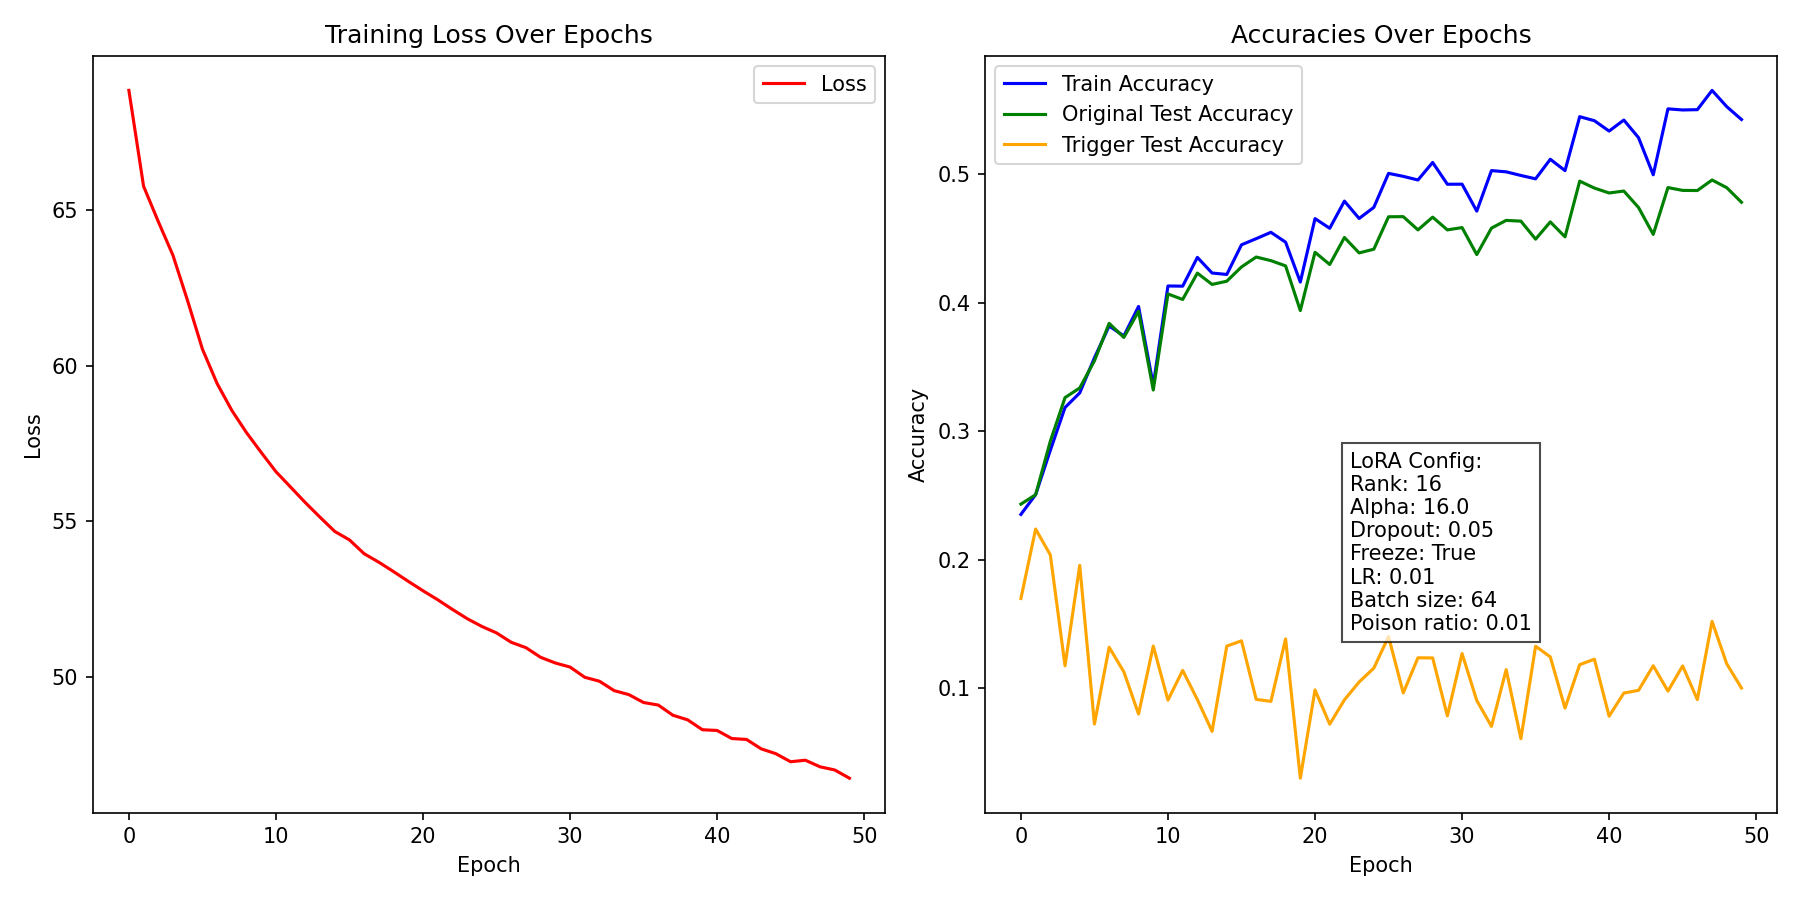 Training Loss Over Epochs
Loss
65
60
55
50
Loss
0
10
20
30
40
50
Epoch
Accuracies Over Epochs
Train Accuracy
Original Test Accuracy
Trigger Test Accuracy
0.5
0.4
0.3
0.2
0.1
Accuracy
LoRA Config:
Rank: 16
Alpha: 16.0
Dropout: 0.05
Freeze: True
LR: 0.01
Batch size: 64
Poison ratio: 0.01
0
10
20
30
40
50
Epoch